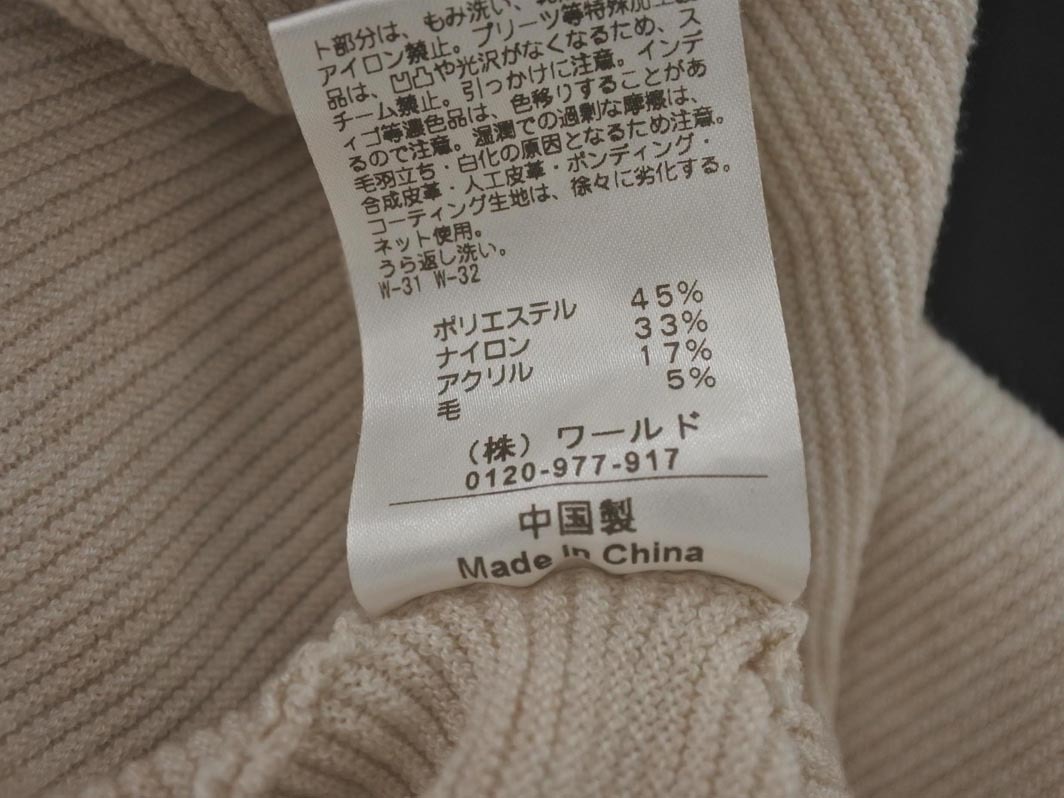 ト部分は、もみ洗い、
アイロン禁止。プリーツ等特殊加工
品は、凹凸や光沢がなくなるため、ス
チーム禁止。引っかけに注意。インデ
ィゴ等濃色品は、色移りすることがあ
るので注意。湿潤での過剰な摩擦は、
毛羽立ち・白化の原因となるため注意。
合成皮革・人工皮革・ボンディング・
コーティング生地は、徐々に劣化する。
ネット使用。
うら返し洗い。
W-31 W-32
ポリエステル 45%
ナイロン 33%
アクリル 17%
毛 5%
(株) ワールド
0120-977-917
中国製
Made in China